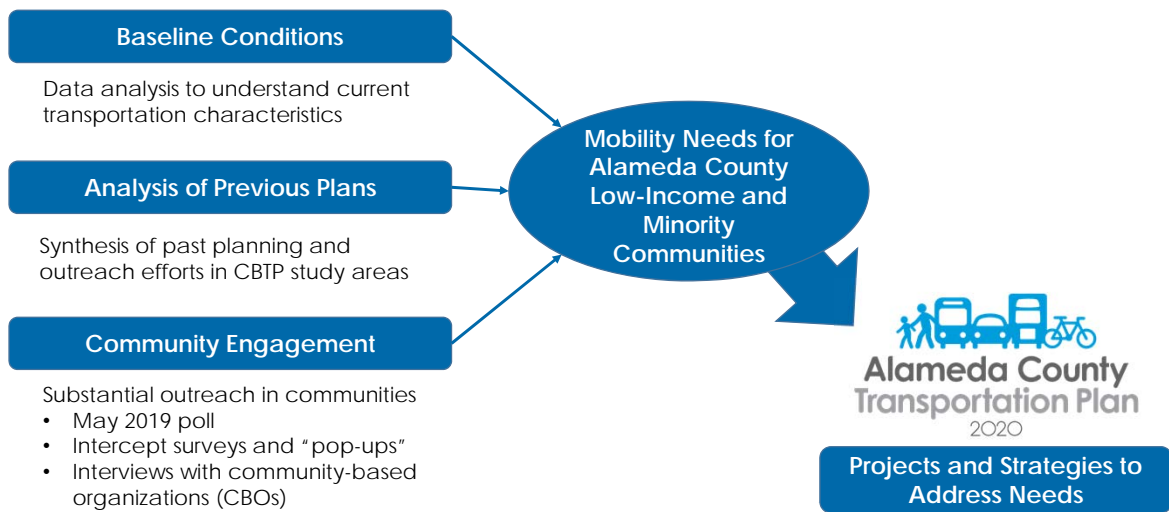 Baseline Conditions
Data analysis to understand current
transportation characteristics
Analysis of Previous Plans
Synthesis of past planning and
outreach efforts in CBTP study areas
Community Engagement
Substantial outreach in communities
• May 2019 poll
• Intercept surveys and “pop-ups”
• Interviews with community-based
organizations (CBOs)
Mobility Needs for
Alameda County
Low-Income and
Minority
Communities
Alameda County
Transportation Plan
2020
Projects and Strategies to
Address Needs